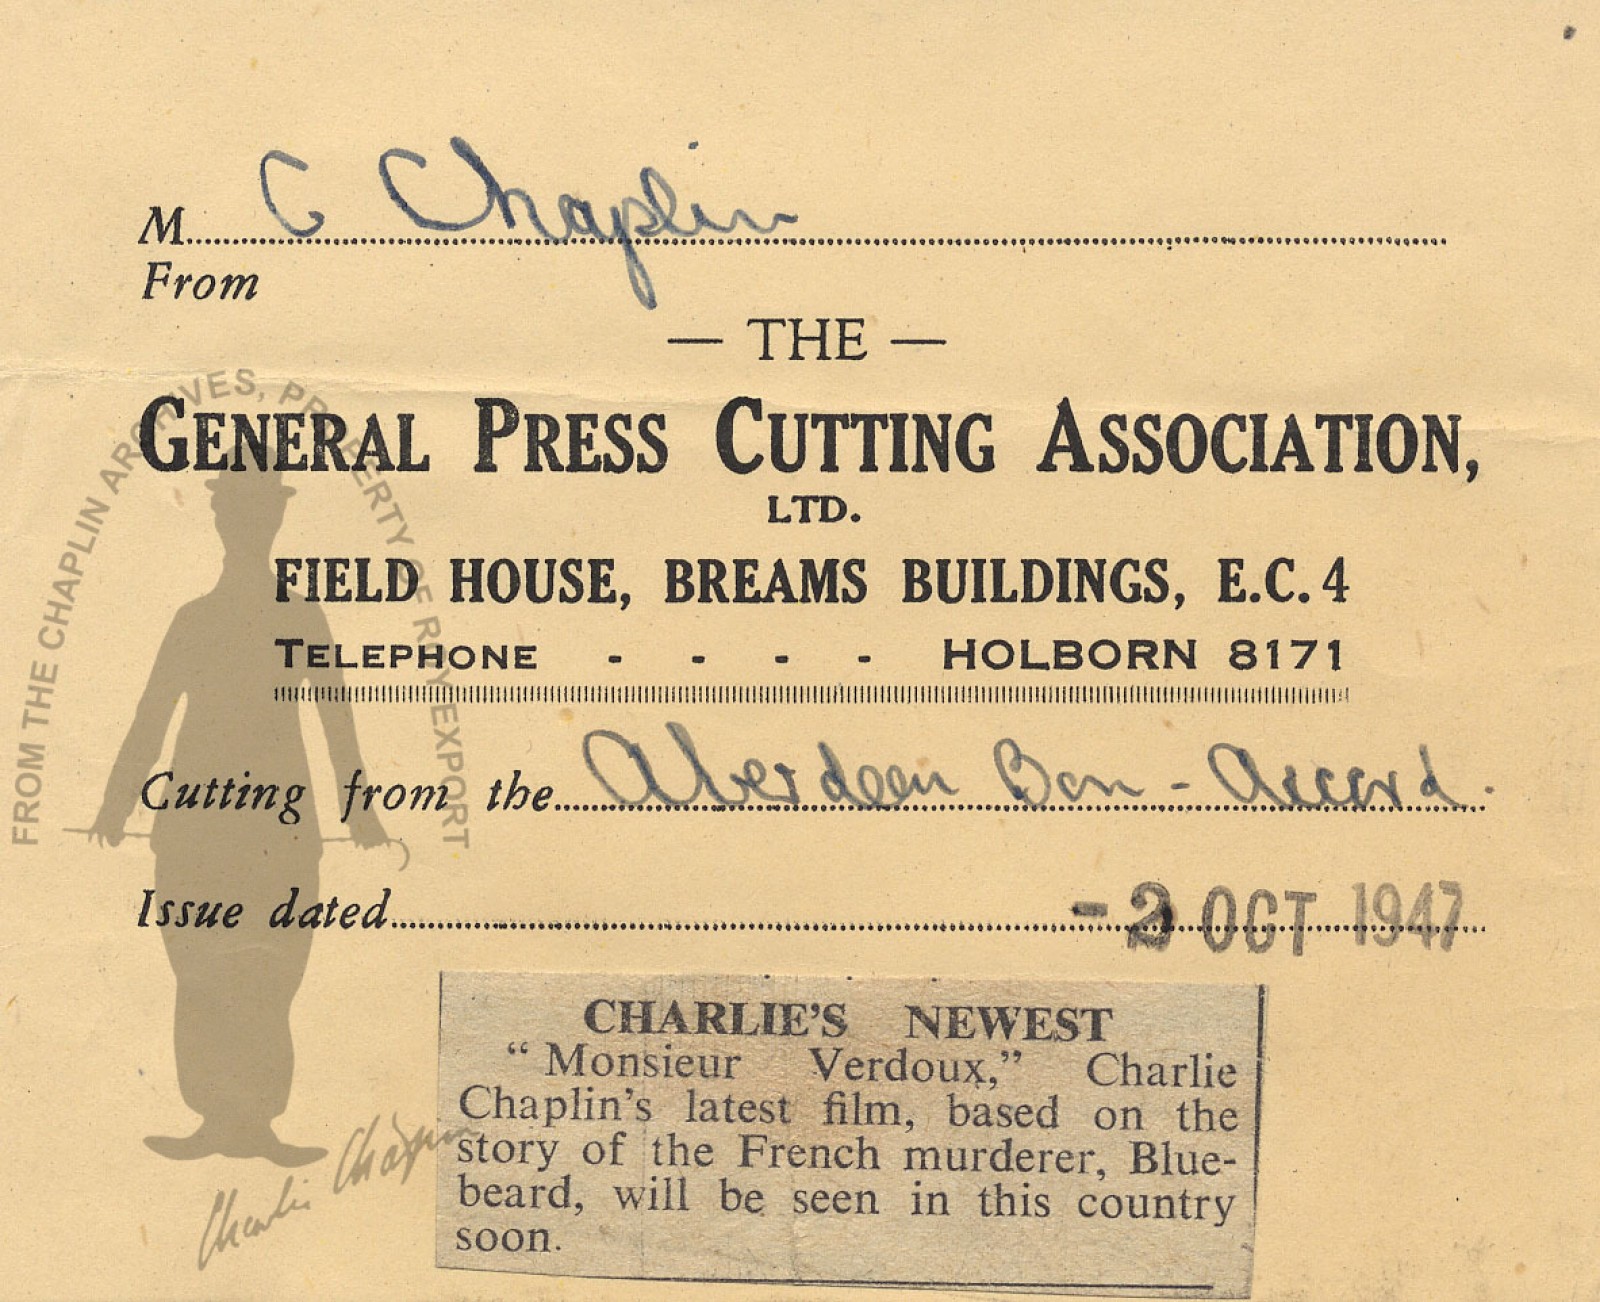 M C Chaplin
From
— THE —
GENERAL PRESS CUTTING ASSOCIATION,
LTD.
FIELD HOUSE, BREAMS BUILDINGS, E.C. 4
TELEPHONE - - - - HOLBORN 8171
Cutting from the Aberdeen Bon-Accord.
Issue dated - 2 OCT 1947
CHARLIE'S NEWEST
“ Monsieur Verdoux,” Charlie
Chaplin's latest film, based on the
story of the French murderer, Blue-
beard, will be seen in this country
soon.
FROM THE CHAPLIN ARCHIVES, PROPERTY OF ROY EXPORT
Charlie Chaplin